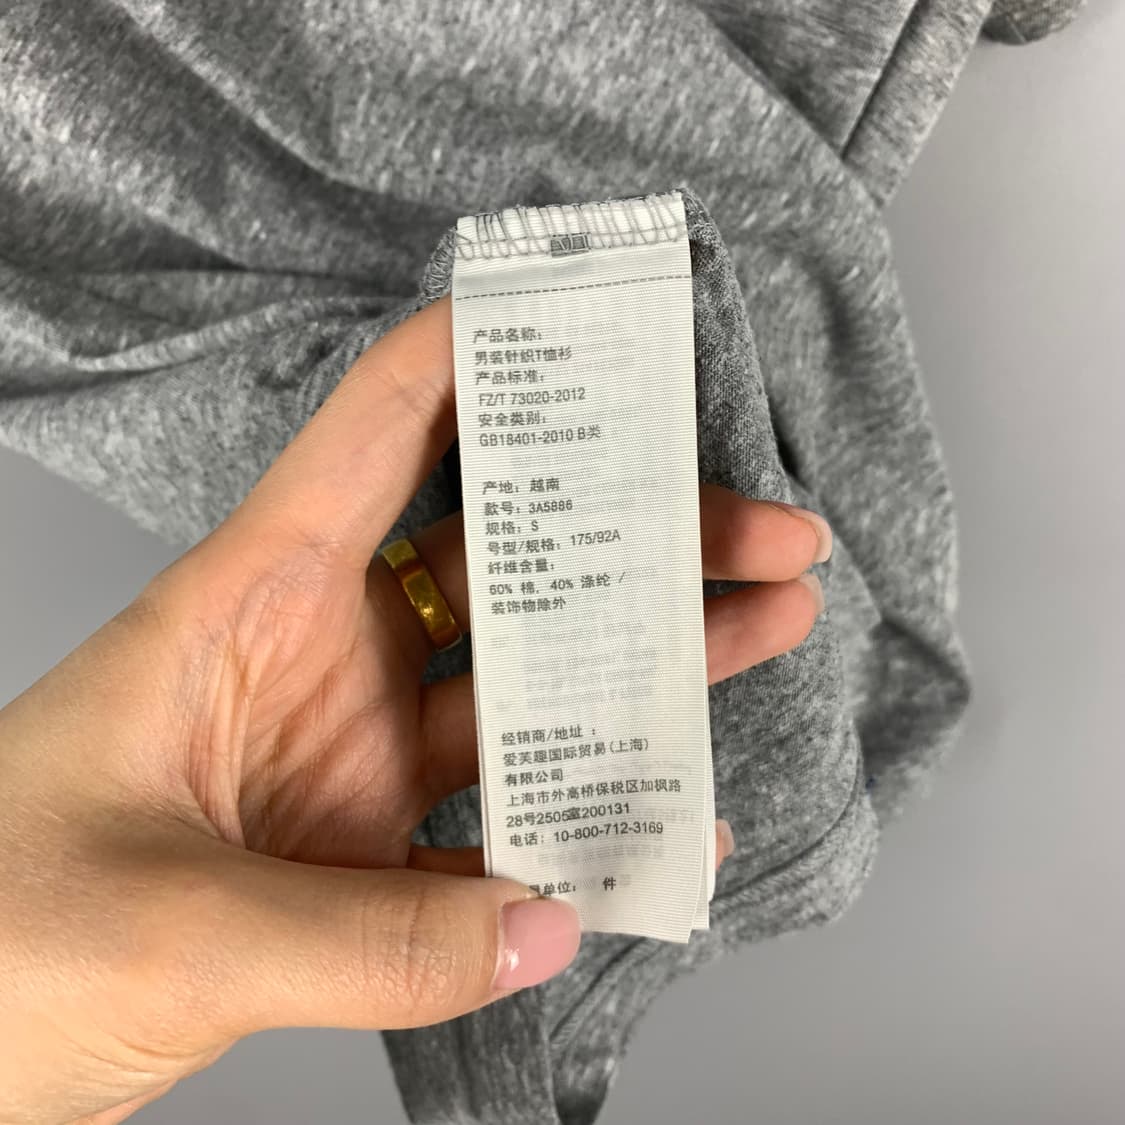 产品名称：
男装针织T恤衫
产品标准：
FZ/T 73020-2012
安全类别：
GB18401-2010 B类
产地：越南
款号：3A5886
规格：S
号型/规格：175/92A
纤维含量：
60% 棉, 40% 涤纶 /
装饰物除外
经销商/地址 ：
爱芙趣国际贸易(上海)
有限公司
上海市外高桥保税区加枫路
28号2505室200131
电话：10-800-712-3169
单位： 件